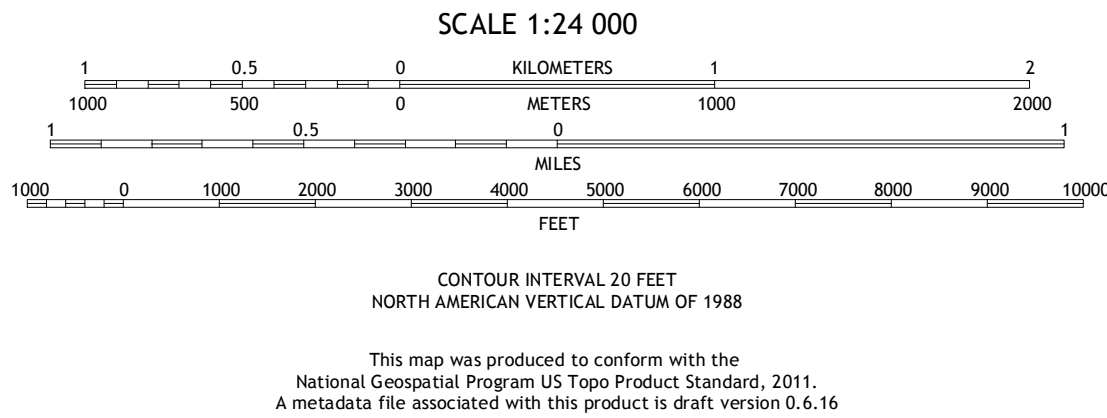 SCALE 1:24 000
1 0.5 0 KILOMETERS 1 2
1000 500 0 METERS 1000 2000
1 0.5 0 1
MILES
1000 0 1000 2000 3000 4000 5000 6000 7000 8000 9000 10000
FEET
CONTOUR INTERVAL 20 FEET
NORTH AMERICAN VERTICAL DATUM OF 1988
This map was produced to conform with the
National Geospatial Program US Topo Product Standard, 2011.
A metadata file associated with this product is draft version 0.6.16